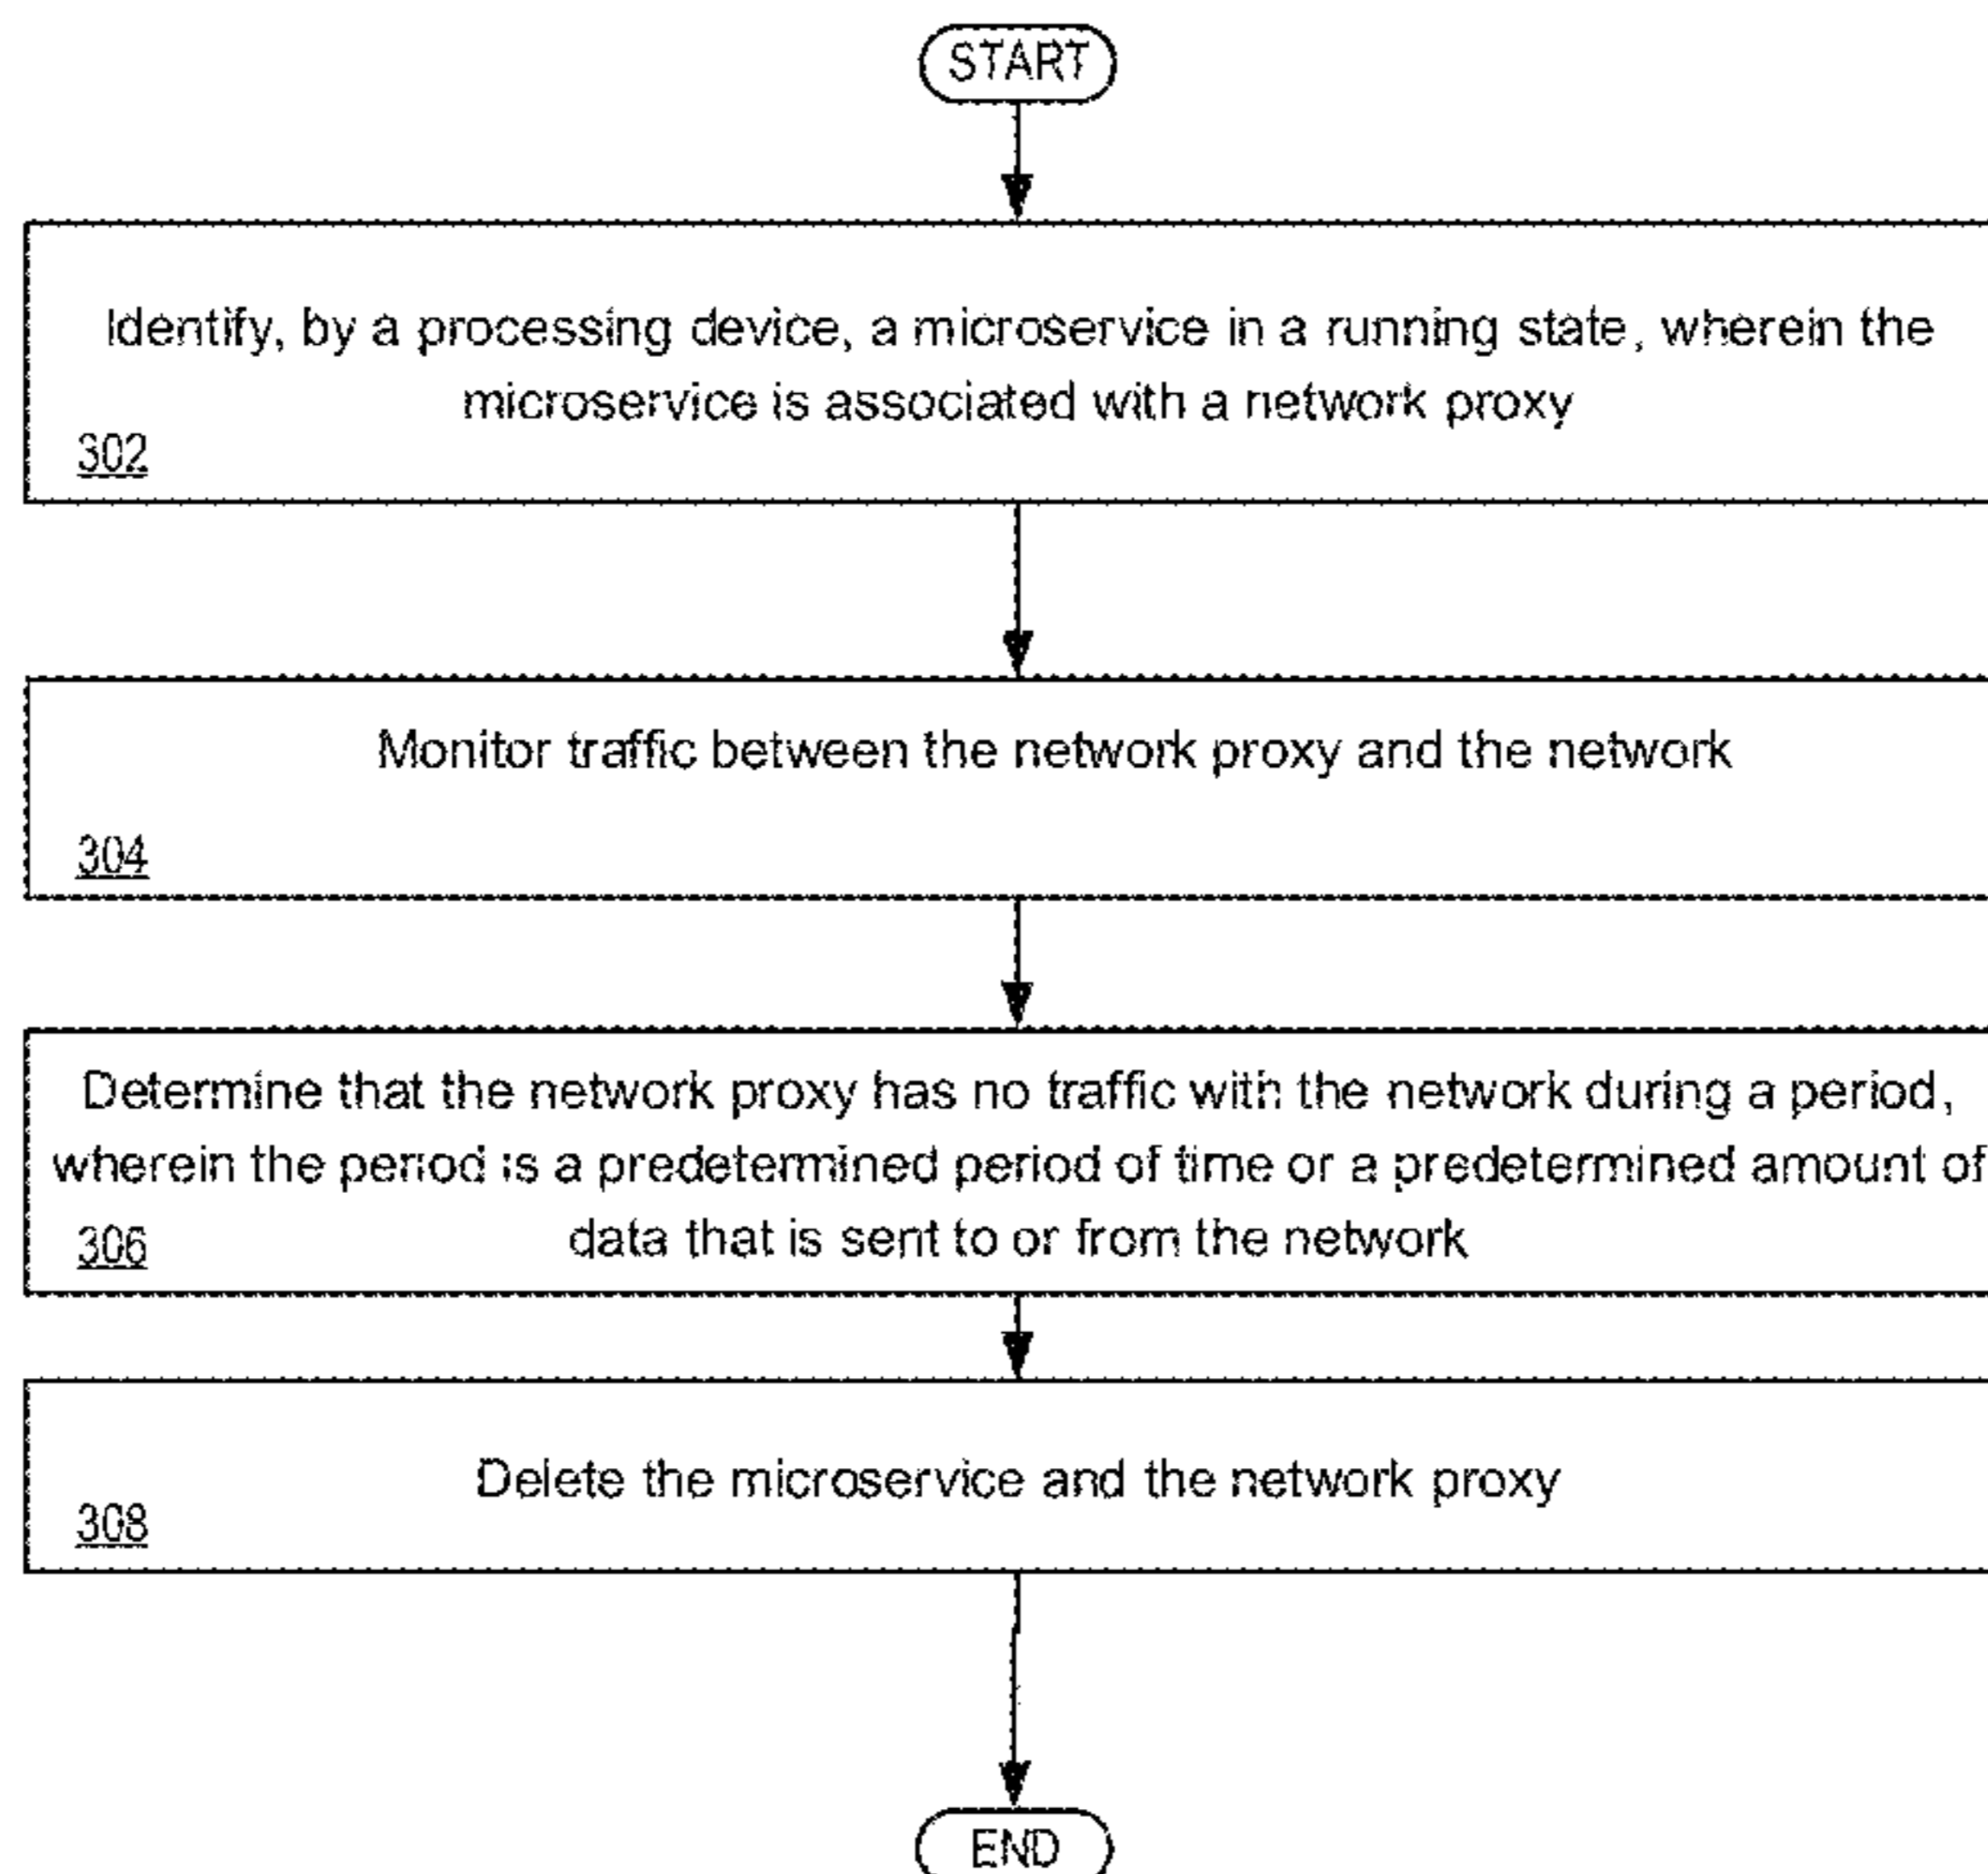 START
Identify, by a processing device, a microservice in a running state, wherein the
microservice is associated with a network proxy
302
Monitor traffic between the network proxy and the network
304
Determine that the network proxy has no traffic with the network during a period,
wherein the period is a predetermined period of time or a predetermined amount of
data that is sent to or from the network
306
Delete the microservice and the network proxy
308
END